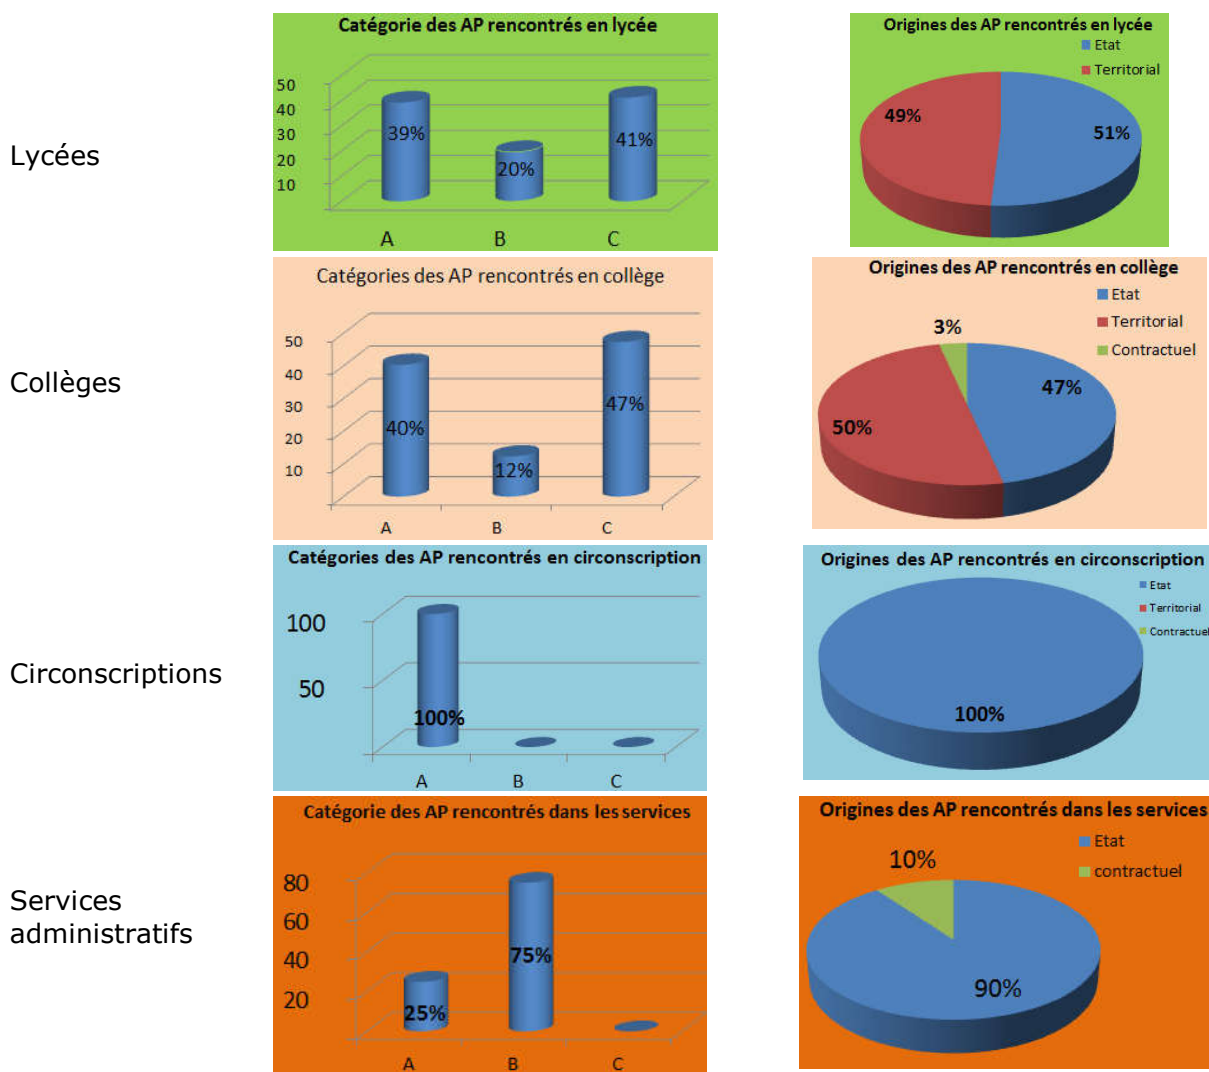 Lycées
Catégorie des AP rencontrés en lycée
50
40
30
20
10
39%
20%
41%
A B C
Origines des AP rencontrés en lycée
Etat
Territorial
49%
51%
Collèges
Catégories des AP rencontrés en collège
50
40
30
20
10
40%
12%
47%
A B C
Origines des AP rencontrés en collège
Etat
Territorial
Contractuel
3%
47%
50%
Circonscriptions
Catégories des AP rencontrés en circonscription
100
50
100%
A B C
Origines des AP rencontrés en circonscription
Etat
Territorial
Contractuel
100%
Services
administratifs
Catégorie des AP rencontrés dans les services
80
60
40
20
25%
75%
A B C
Origines des AP rencontrés dans les services
Etat
contractuel
10%
90%